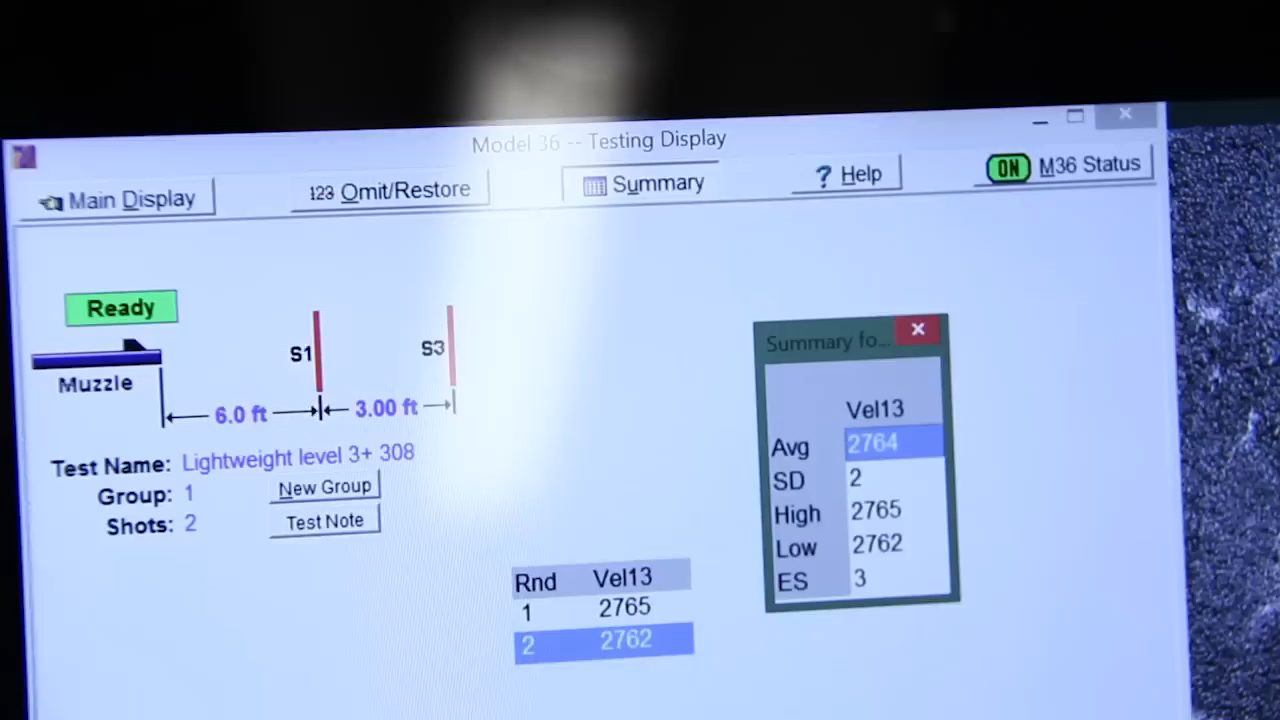 Model 36 -- Testing Display
Main Display
123 Omit/Restore
Summary
? Help
ON M36 Status
Ready
S1
S3
Muzzle
6.0 ft
3.00 ft
Test Name: Lightweight level 3+ 308
Group: 1
New Group
Shots: 2
Test Note
Rnd Vel13
1 2765
2 2762
Summary fo...
Vel13
Avg 2764
SD 2
High 2765
Low 2762
ES 3